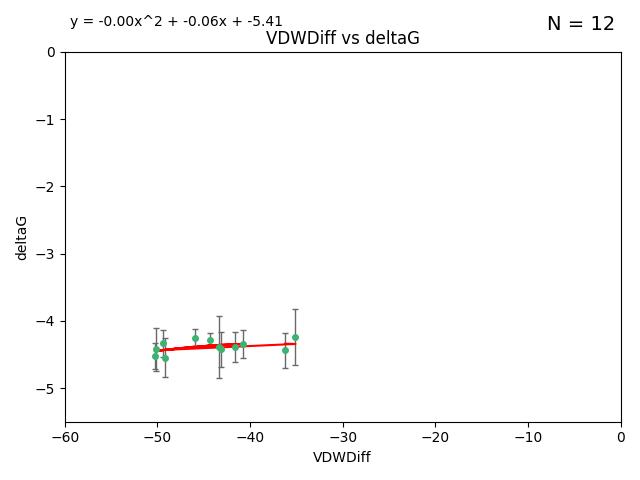 y = -0.00x^2 + -0.06x + -5.41
N = 12
VDWDiff vs deltaG
0
−1
−2
−3
−4
−5
deltaG
−60 −50 −40 −30 −20 −10 0
VDWDiff